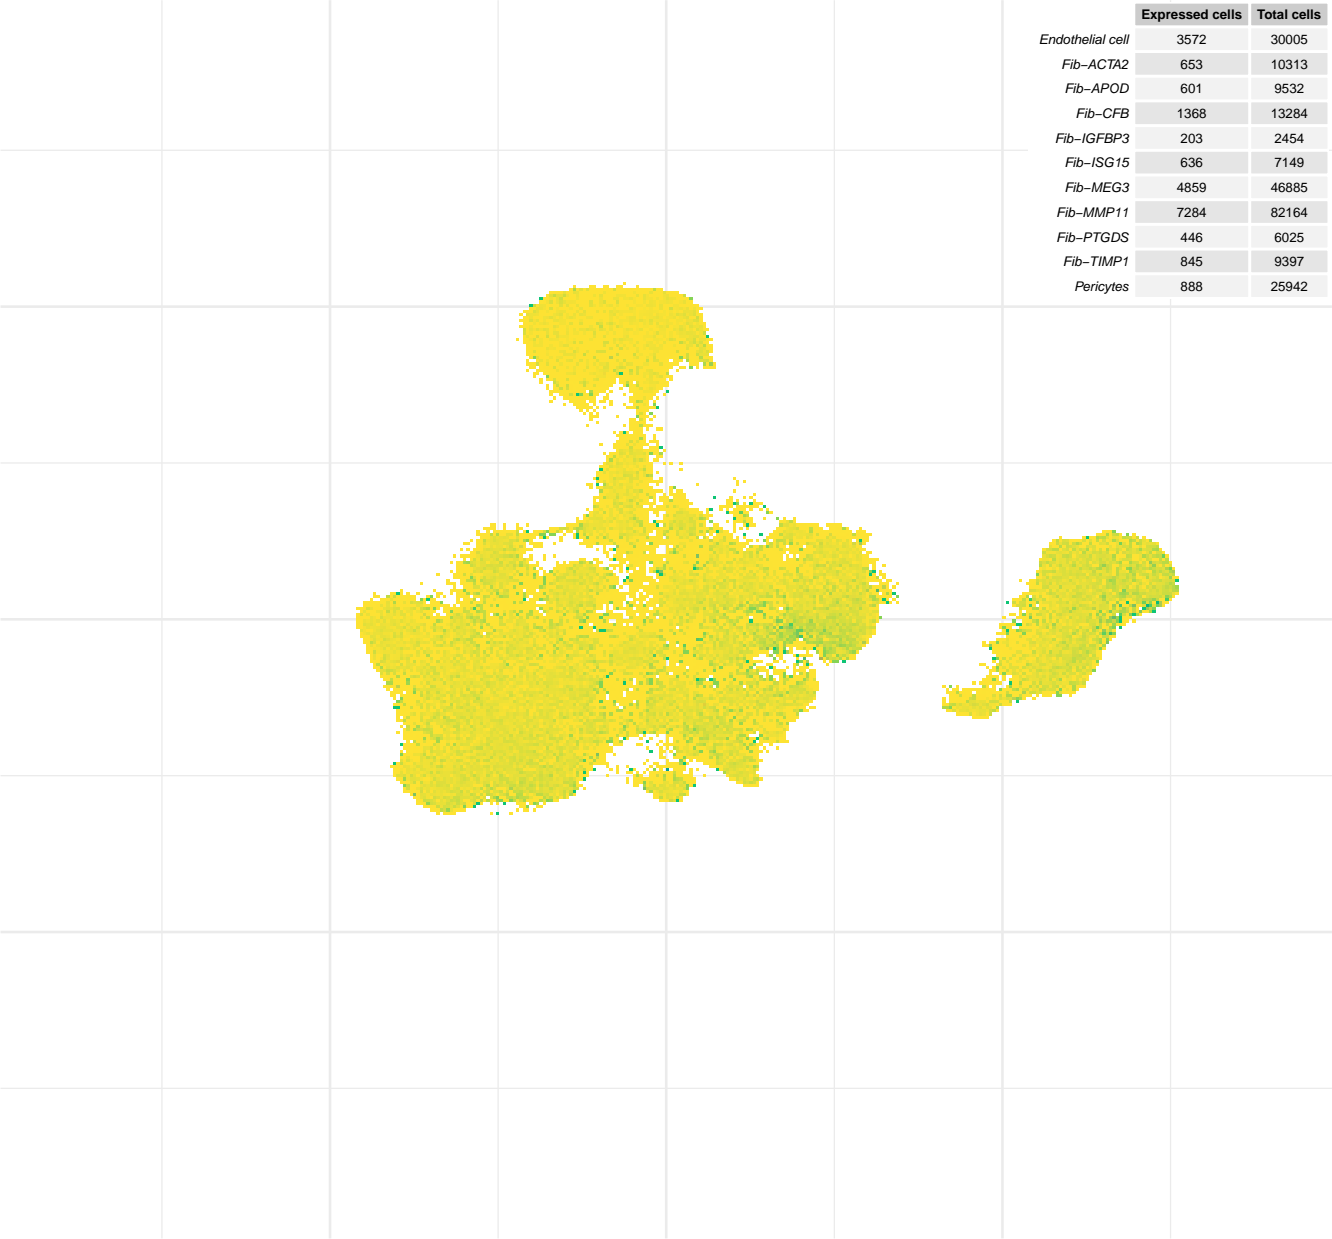 Expressed cells Total cells
Endothelial cell 3572 30005
Fib−ACTA2 653 10313
Fib−APOD 601 9532
Fib−CFB 1368 13284
Fib−IGFBP3 203 2454
Fib−ISG15 636 7149
Fib−MEG3 4859 46885
Fib−MMP11 7284 82164
Fib−PTGDS 446 6025
Fib−TIMP1 845 9397
Pericytes 888 25942